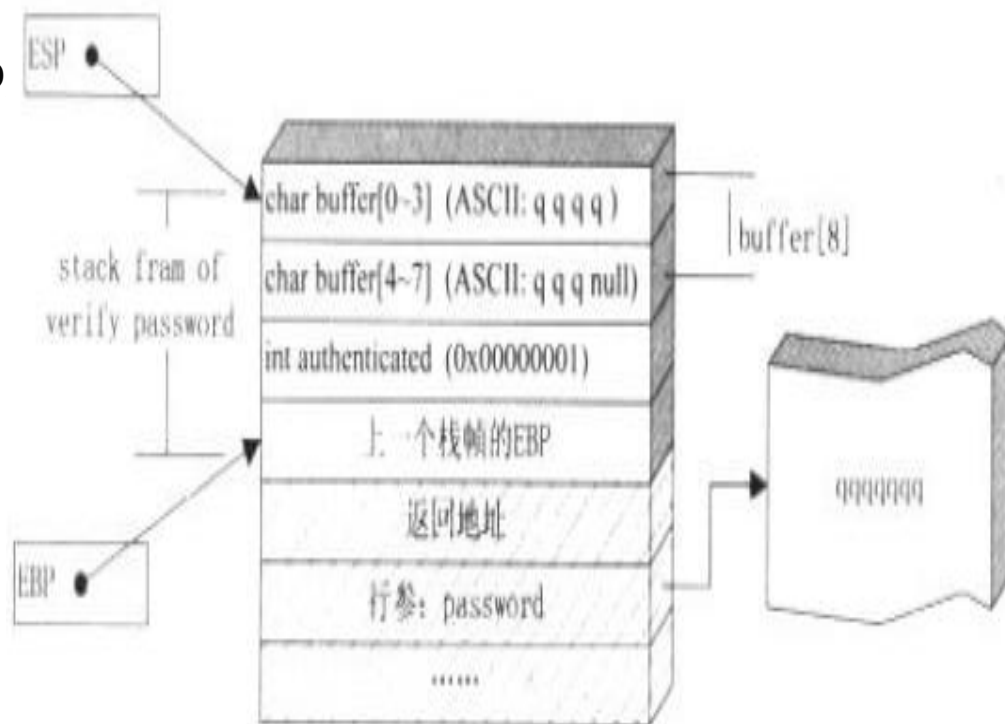 ESP
char buffer[0~3] (ASCII: q q q q )
buffer[8]
stack fram of
verify password
char buffer[4~7] (ASCII: q q q null)
int authenticated (0x00000001)
上一个栈帧的EBP
qqqqqqq
返回地址
EBP
行参: password
......